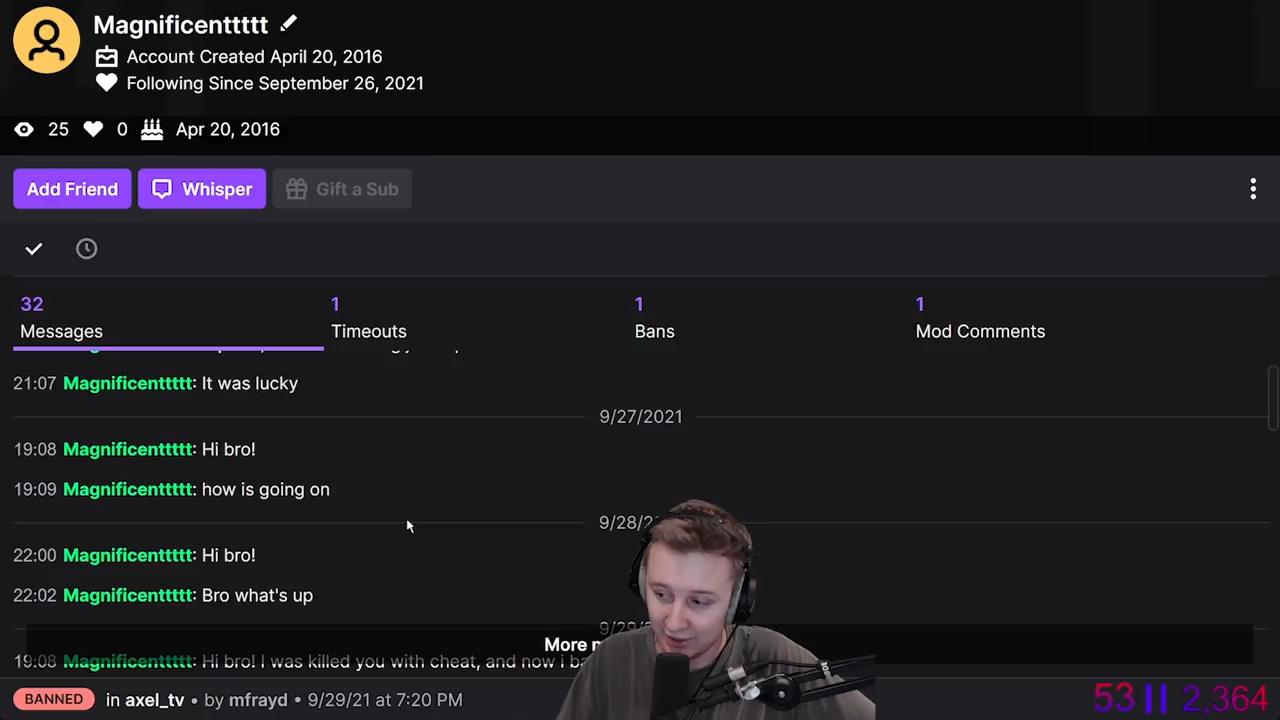 Magnificenttttt
Account Created April 20, 2016
Following Since September 26, 2021
25 0 Apr 20, 2016
Add Friend Whisper Gift a Sub
32 1 1 1
Messages Timeouts Bans Mod Comments
21:07 Magnificenttttt: It was lucky
9/27/2021
19:08 Magnificenttttt: Hi bro!
19:09 Magnificenttttt: how is going on
9/28/2
22:00 Magnificenttttt: Hi bro!
22:02 Magnificenttttt: Bro what's up
More
19:08 Magnificenttttt: Hi bro! I was killed you with cheat, and now i
BANNED in axel_tv • by mfrayd • 9/29/21 at 7:20 PM
53 || 2,364